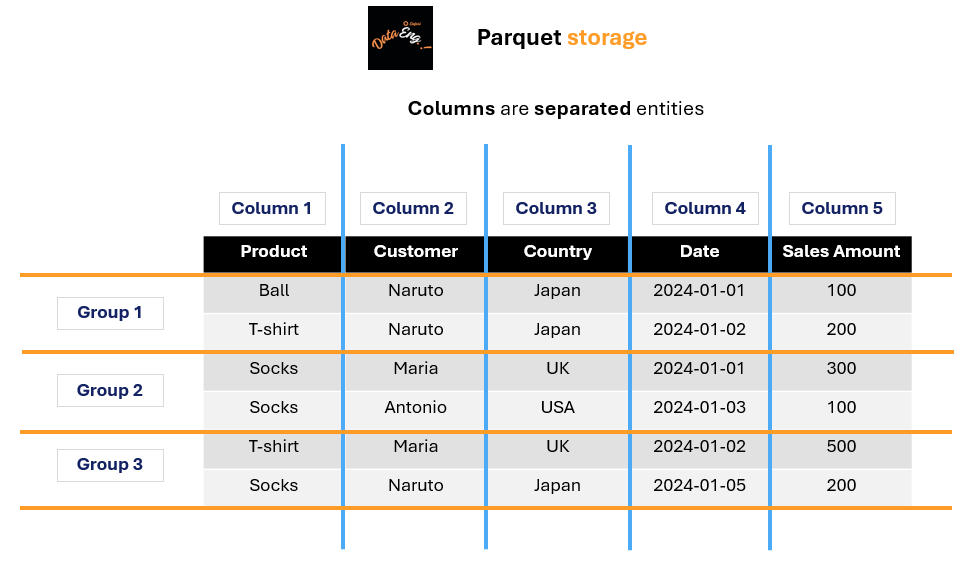 Data Eng.!
Parquet storage
Columns are separated entities
Column 1 Column 2 Column 3 Column 4 Column 5
Product Customer Country Date Sales Amount
Group 1
Ball Naruto Japan 2024-01-01 100
T-shirt Naruto Japan 2024-01-02 200
Group 2
Socks Maria UK 2024-01-01 300
Socks Antonio USA 2024-01-03 100
Group 3
T-shirt Maria UK 2024-01-02 500
Socks Naruto Japan 2024-01-05 200